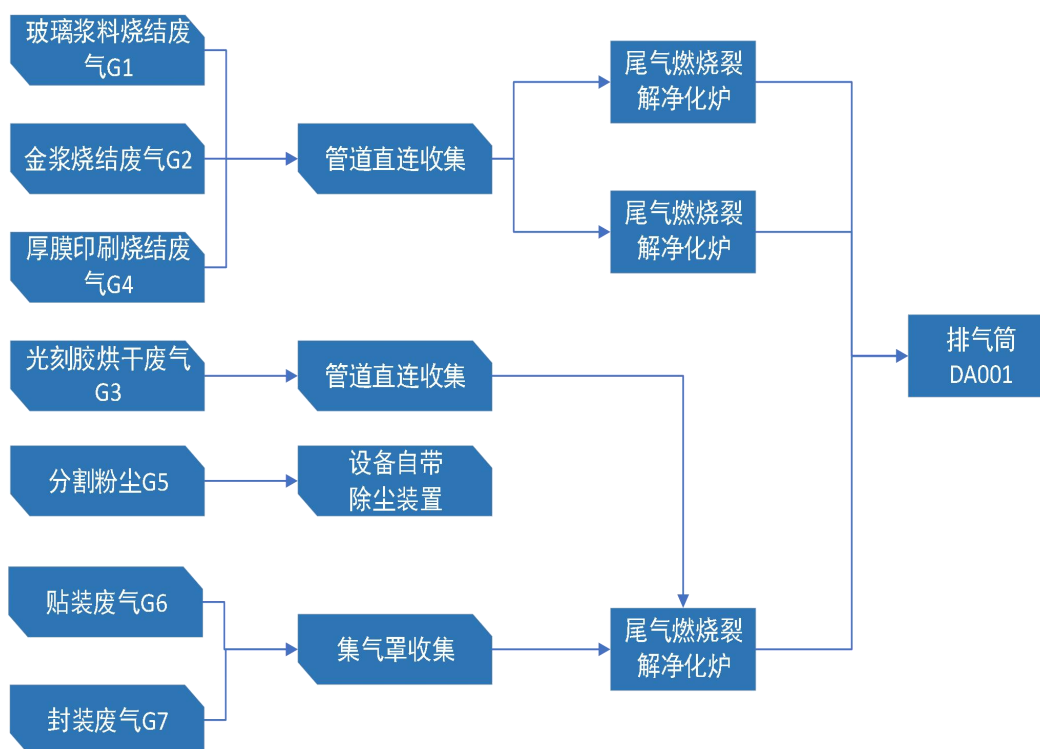 玻璃浆料烧结废
气G1
金浆烧结废气G2
厚膜印刷烧结废
气G4
管道直连收集
尾气燃烧裂
解净化炉
尾气燃烧裂
解净化炉
光刻胶烘干废气
G3
管道直连收集
排气筒
DA001
分割粉尘G5
设备自带
除尘装置
贴装废气G6
封装废气G7
集气罩收集
尾气燃烧裂
解净化炉